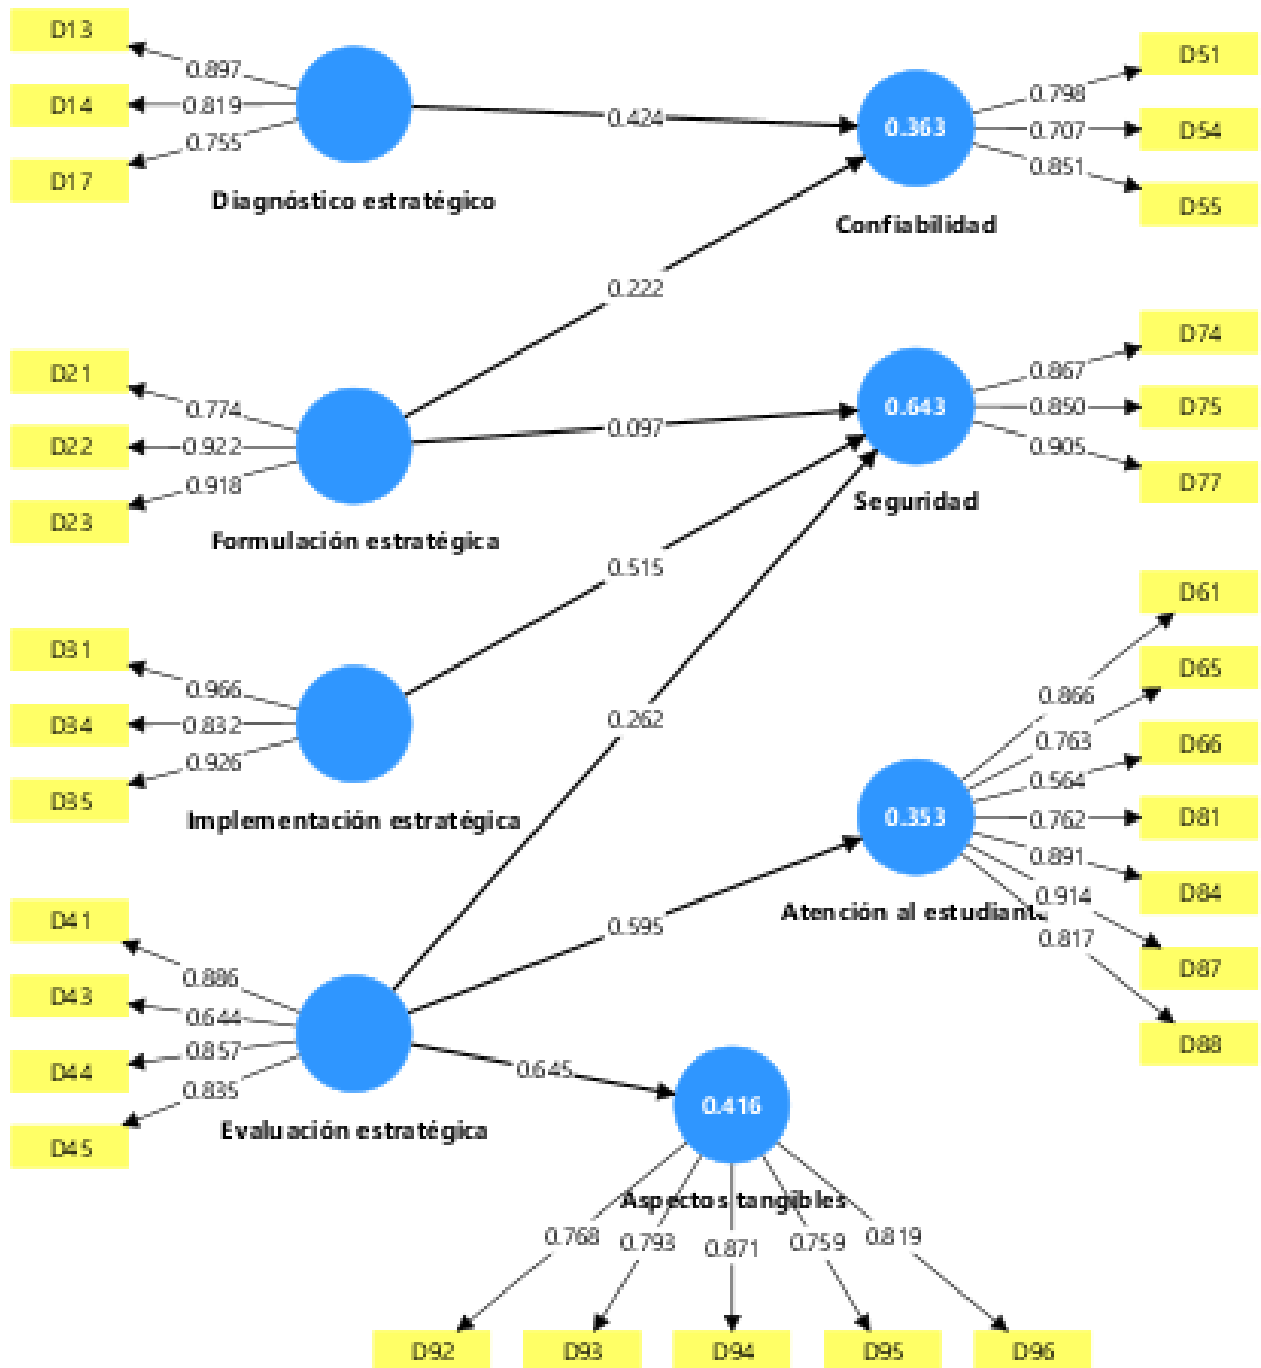 D13
0.897
D14
0.819
D17
0.755
Diagnóstico estratégico
0.424
0.363
Confiabilidad
0.798
D51
0.707
D54
0.851
D55
0.222
D21
0.774
D22
0.922
D23
0.918
Formulación estratégica
0.097
0.643
Seguridad
0.867
D74
0.850
D75
0.905
D77
0.515
D31
0.966
D34
0.832
D35
0.926
Implementación estratégica
0.262
0.353
Atención al estudiante
0.866
D61
0.763
D65
0.564
D66
0.762
D81
0.891
D84
0.914
D87
0.817
D88
0.595
D41
0.886
D43
0.644
D44
0.857
D45
0.835
Evaluación estratégica
0.645
0.416
Aspectos tangibles
0.768
0.793
0.871
0.759
0.819
D92
D93
D94
D95
D96